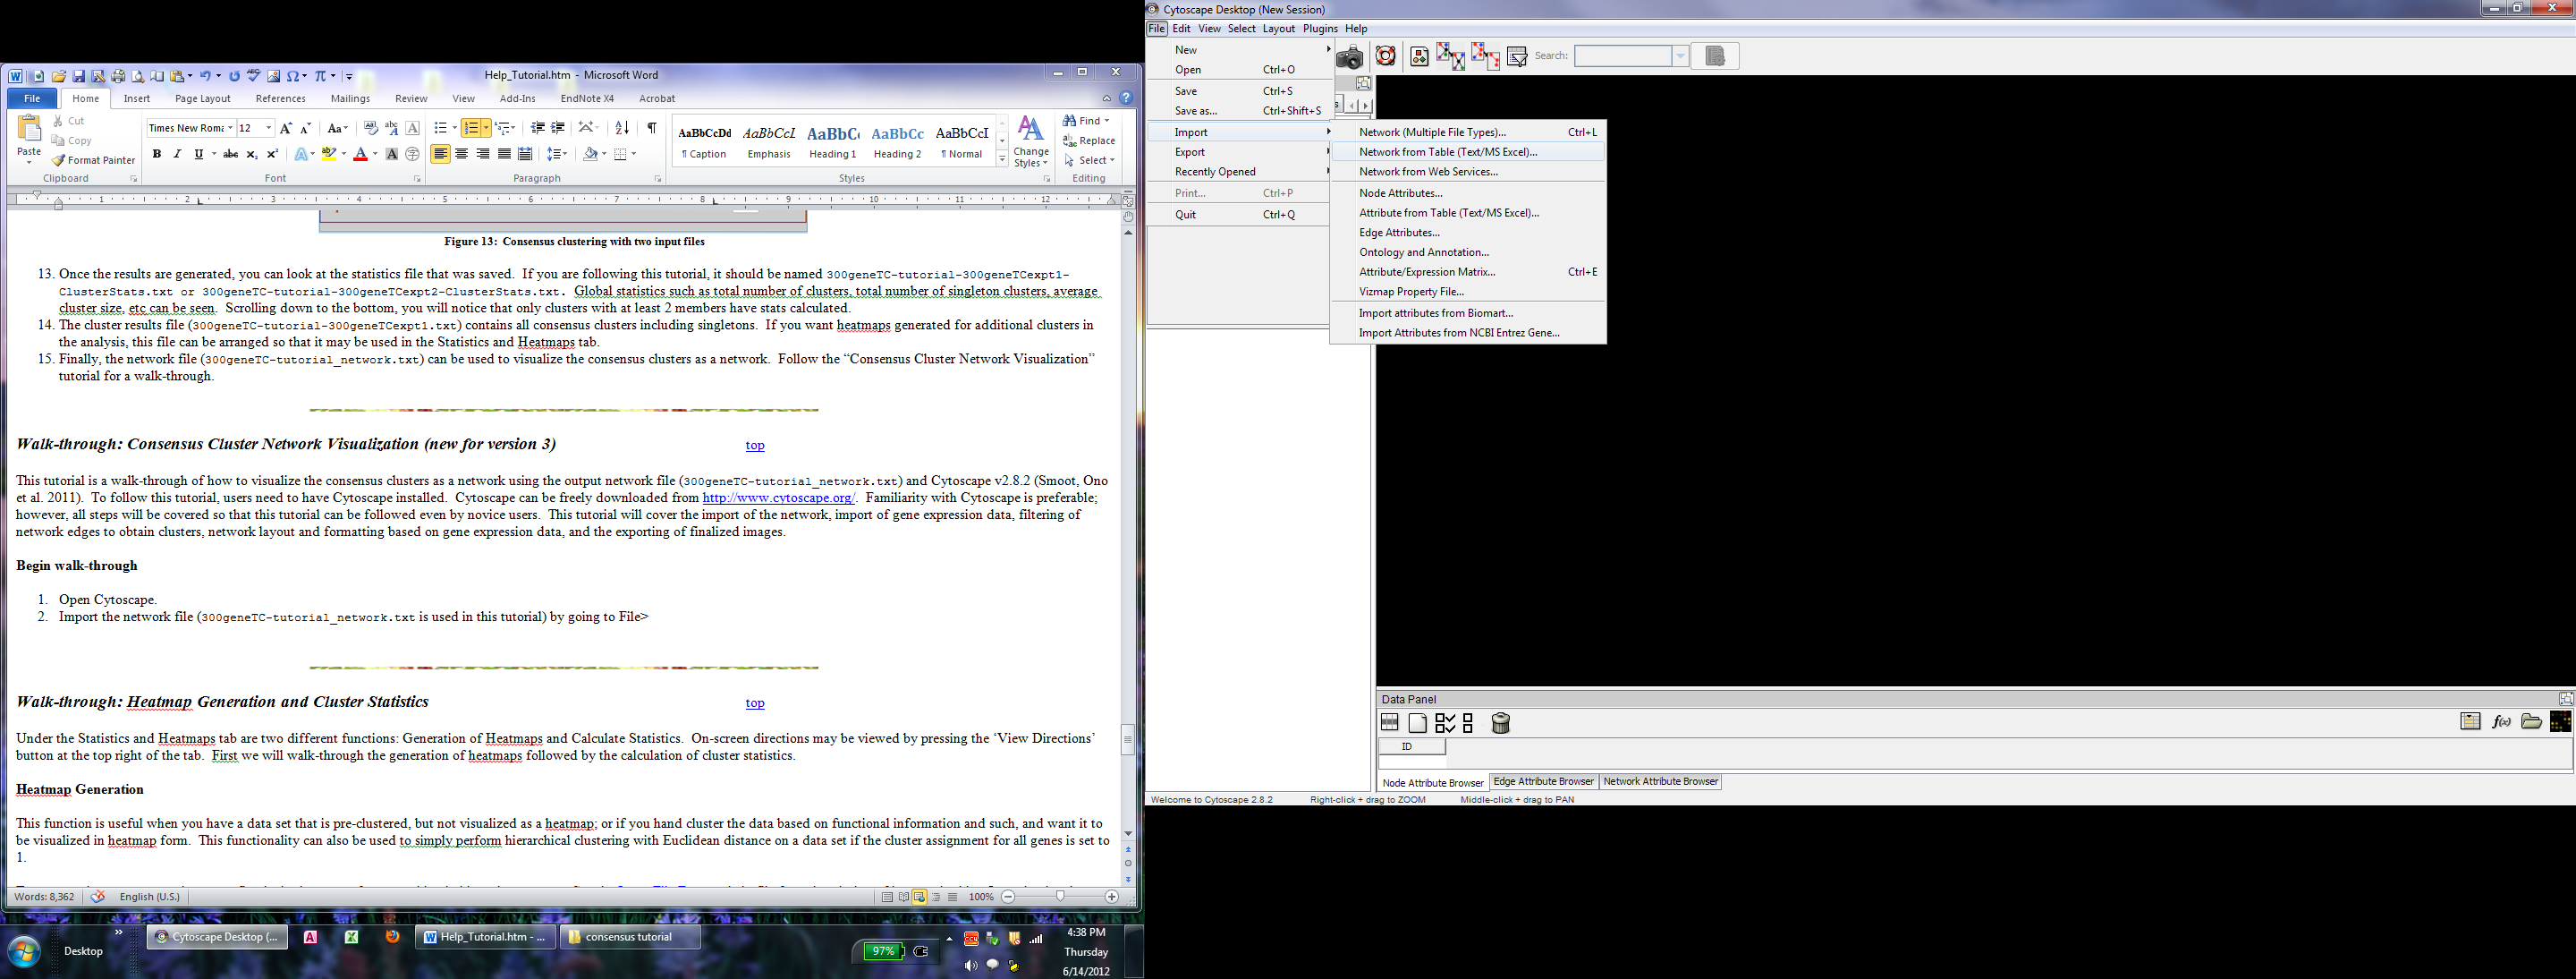 Help_Tutorial.htm - Microsoft Word
File Home Insert Page Layout References Mailings Review View Add-Ins EndNote X4 Acrobat
Paste
Cut
Copy
Format Painter
Clipboard
Times New Roma 12
Font
Paragraph
AaBbCcDd AaBbCcL AaBbC AaBbCc AaBbCcI
¶ Caption Emphasis Heading 1 Heading 2 ¶ Normal
Change Styles
Styles
Find
Replace
Select
Editing
1 2 3 4 5 6 7 8 9 10 11 12
Figure 13: Consensus clustering with two input files
13. Once the results are generated, you can look at the statistics file that was saved. If you are following this tutorial, it should be named 300geneTC-tutorial-300geneTCexpt1-
ClusterStats.txt or 300geneTC-tutorial-300geneTCexpt2-ClusterStats.txt. Global statistics such as total number of clusters, total number of singleton clusters, average
cluster size, etc can be seen. Scrolling down to the bottom, you will notice that only clusters with at least 2 members have stats calculated.
14. The cluster results file (300geneTC-tutorial-300geneTCexpt1.txt) contains all consensus clusters including singletons. If you want heatmaps generated for additional clusters in
the analysis, this file can be arranged so that it may be used in the Statistics and Heatmaps tab.
15. Finally, the network file (300geneTC-tutorial_network.txt) can be used to visualize the consensus clusters as a network. Follow the “Consensus Cluster Network Visualization”
tutorial for a walk-through.
Walk-through: Consensus Cluster Network Visualization (new for version 3) top
This tutorial is a walk-through of how to visualize the consensus clusters as a network using the output network file (300geneTC-tutorial_network.txt) and Cytoscape v2.8.2 (Smoot, Ono
et al. 2011). To follow this tutorial, users need to have Cytoscape installed. Cytoscape can be freely downloaded from http://www.cytoscape.org/. Familiarity with Cytoscape is preferable;
however, all steps will be covered so that this tutorial can be followed even by novice users. This tutorial will cover the import of the network, import of gene expression data, filtering of
network edges to obtain clusters, network layout and formatting based on gene expression data, and the exporting of finalized images.
Begin walk-through
1. Open Cytoscape.
2. Import the network file (300geneTC-tutorial_network.txt is used in this tutorial) by going to File>
Walk-through: Heatmap Generation and Cluster Statistics top
Under the Statistics and Heatmaps tab are two different functions: Generation of Heatmaps and Calculate Statistics. On-screen directions may be viewed by pressing the ‘View Directions’
button at the top right of the tab. First we will walk-through the generation of heatmaps followed by the calculation of cluster statistics.
Heatmap Generation
This function is useful when you have a data set that is pre-clustered, but not visualized as a heatmap; or if you hand cluster the data based on functional information and such, and want it to
be visualized in heatmap form. This functionality can also be used to simply perform hierarchical clustering with Euclidean distance on a data set if the cluster assignment for all genes is set to
1.
Words: 8,362 English (U.S.) 100%
Desktop
Cytoscape Desktop (...
Help_Tutorial.htm - ...
consensus tutorial
97%
4:38 PM
Thursday
6/14/2012
Cytoscape Desktop (New Session)
File Edit View Select Layout Plugins Help
Search:
New
Open Ctrl+O
Save Ctrl+S
Save as... Ctrl+Shift+S
Import
Export
Recently Opened
Print... Ctrl+P
Quit Ctrl+Q
Network (Multiple File Types)... Ctrl+L
Network from Table (Text/MS Excel)...
Network from Web Services...
Node Attributes...
Attribute from Table (Text/MS Excel)...
Edge Attributes...
Ontology and Annotation...
Attribute/Expression Matrix... Ctrl+E
Vizmap Property File...
Import attributes from Biomart...
Import Attributes from NCBI Entrez Gene...
Data Panel
f(x)
ID
Node Attribute Browser Edge Attribute Browser Network Attribute Browser
Welcome to Cytoscape 2.8.2 Right-click + drag to ZOOM Middle-click + drag to PAN